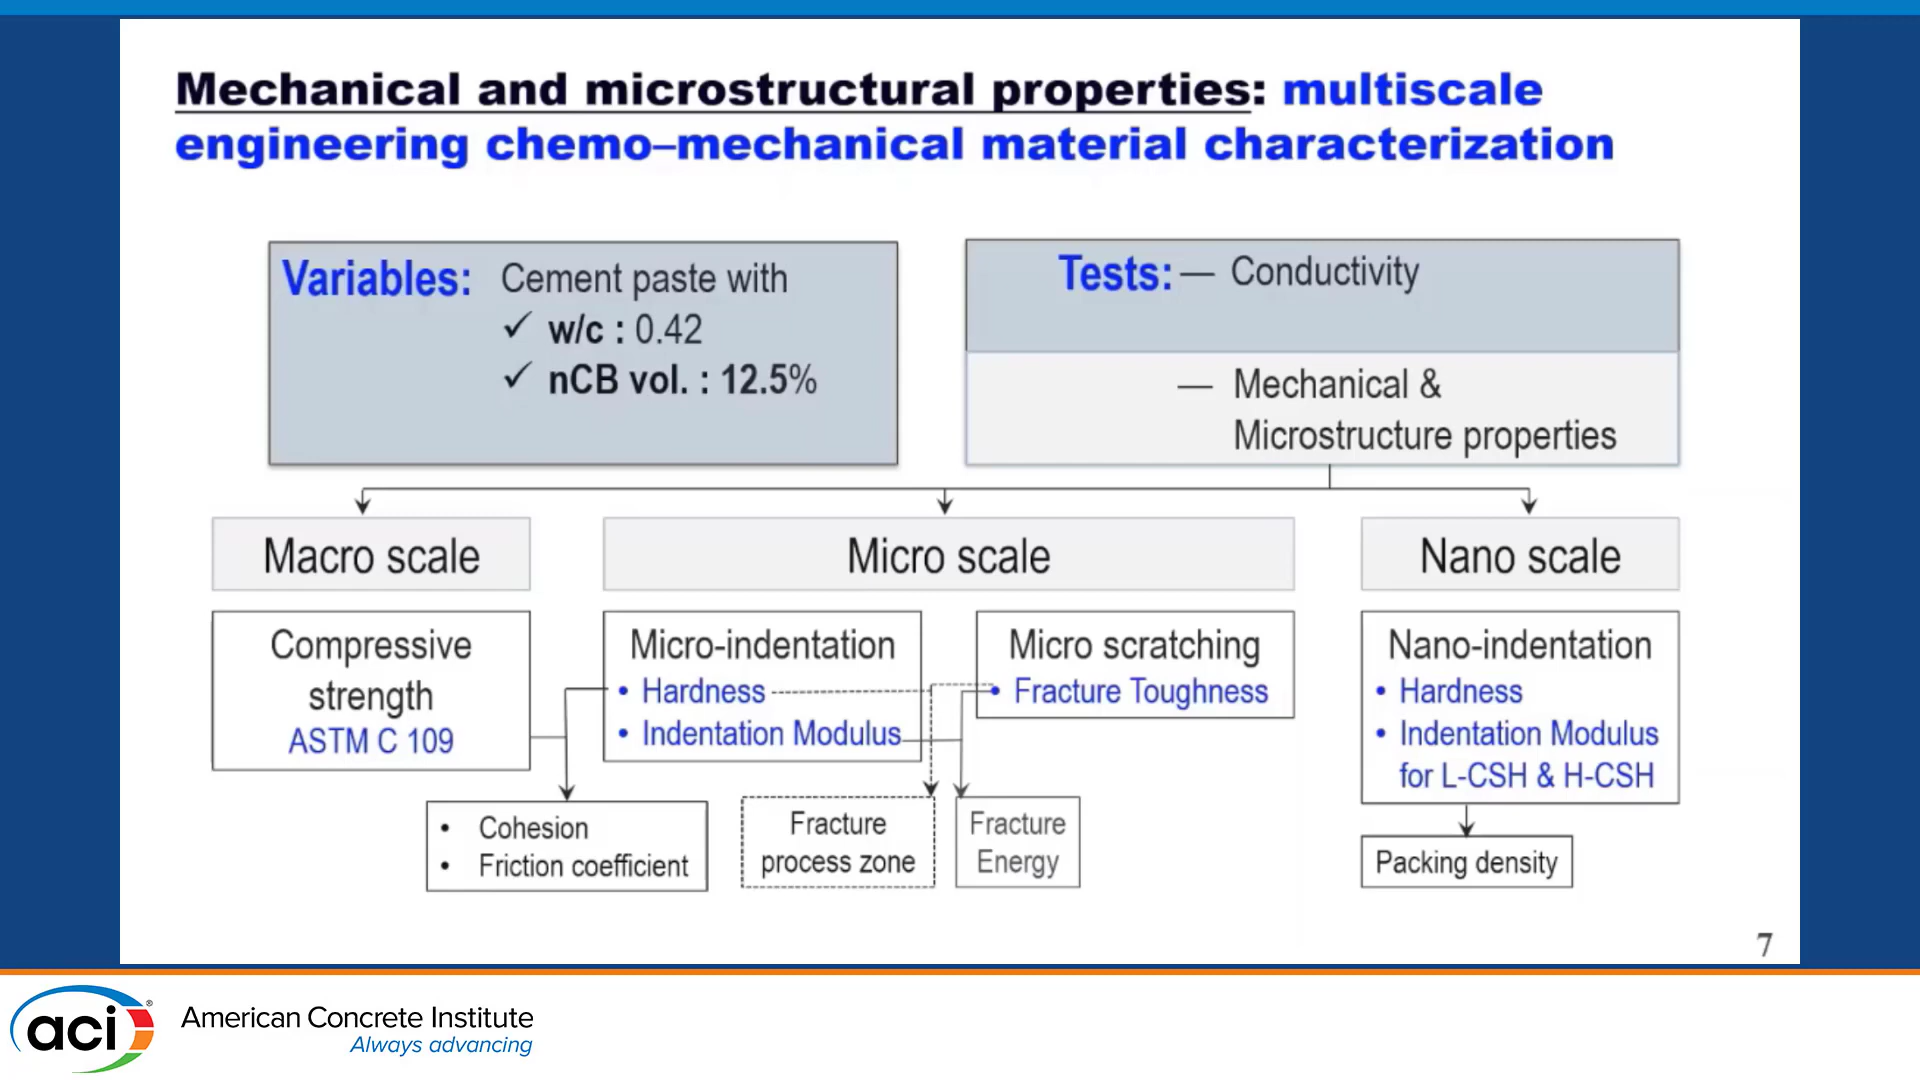 Mechanical and microstructural properties: multiscale
engineering chemo–mechanical material characterization
Variables: Cement paste with
✓ w/c : 0.42
✓ nCB vol. : 12.5%
Tests: — Conductivity
— Mechanical &
Microstructure properties
Macro scale
Micro scale
Nano scale
Compressive
strength
ASTM C 109
Micro-indentation
• Hardness
• Indentation Modulus
Micro scratching
• Fracture Toughness
Nano-indentation
• Hardness
• Indentation Modulus
for L-CSH & H-CSH
• Cohesion
• Friction coefficient
Fracture
process zone
Fracture
Energy
Packing density
7
aci®
American Concrete Institute
Always advancing